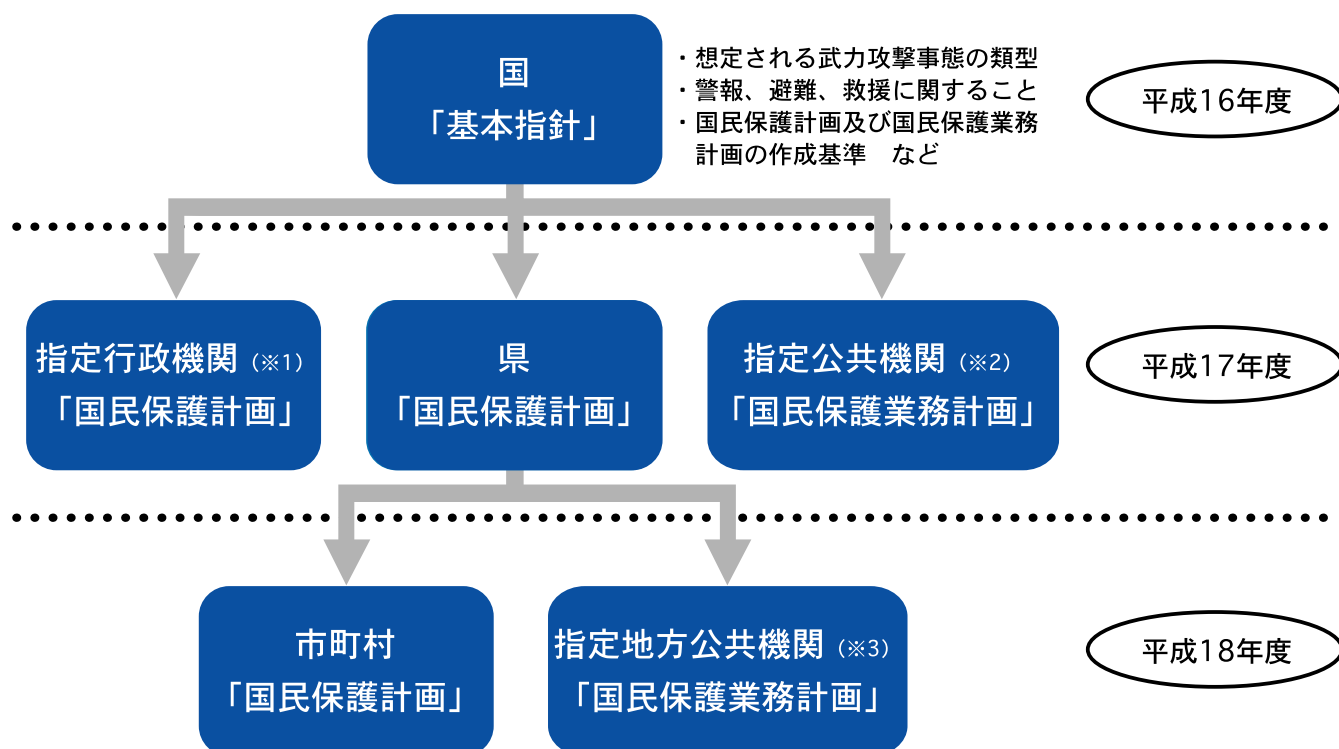 国
「基本指針」
・想定される武力攻撃事態の類型
・警報、避難、救援に関すること
・国民保護計画及び国民保護業務
計画の作成基準　など
平成16年度
指定行政機関（※1）
「国民保護計画」
県
「国民保護計画」
指定公共機関（※2）
「国民保護業務計画」
平成17年度
市町村
「国民保護計画」
指定地方公共機関（※3）
「国民保護業務計画」
平成18年度